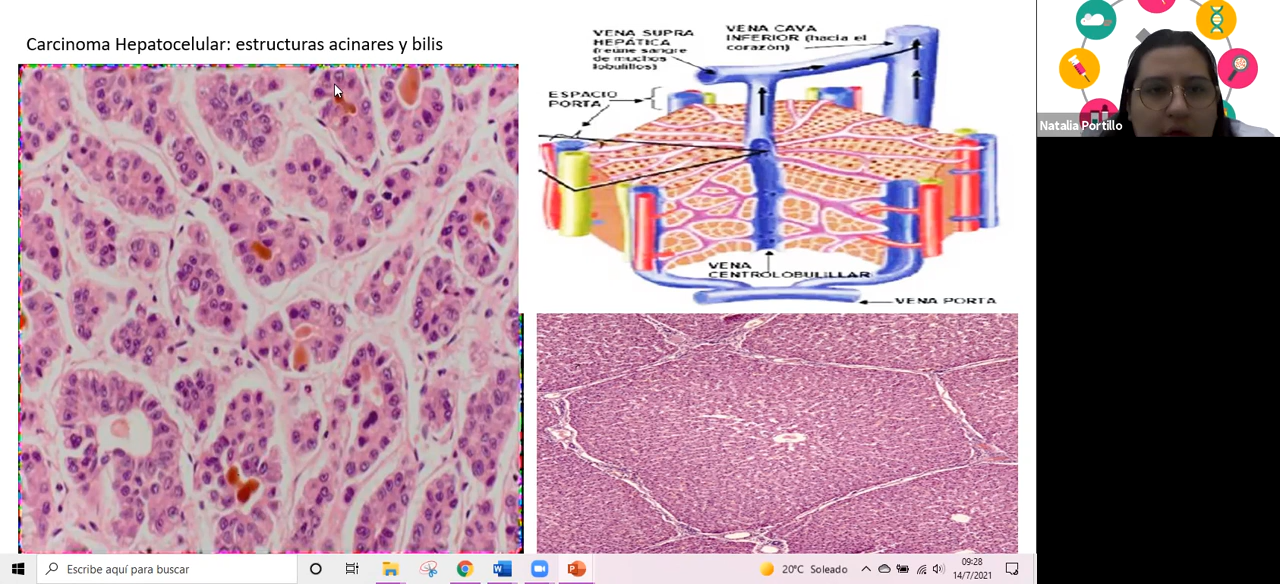 Carcinoma Hepatocelular: estructuras acinares y bilis
VENA SUPRA
HEPÁTICA
(reúne sangre
de muchos
lobulillos)
VENA CAVA
INFERIOR (hacia el
corazón)
ESPACIO
PORTA
VENA
CENTROLOBULILLAR
VENA PORTA
Natalia Portillo
Escribe aquí para buscar
20°C Soleado
09:28
14/7/2021